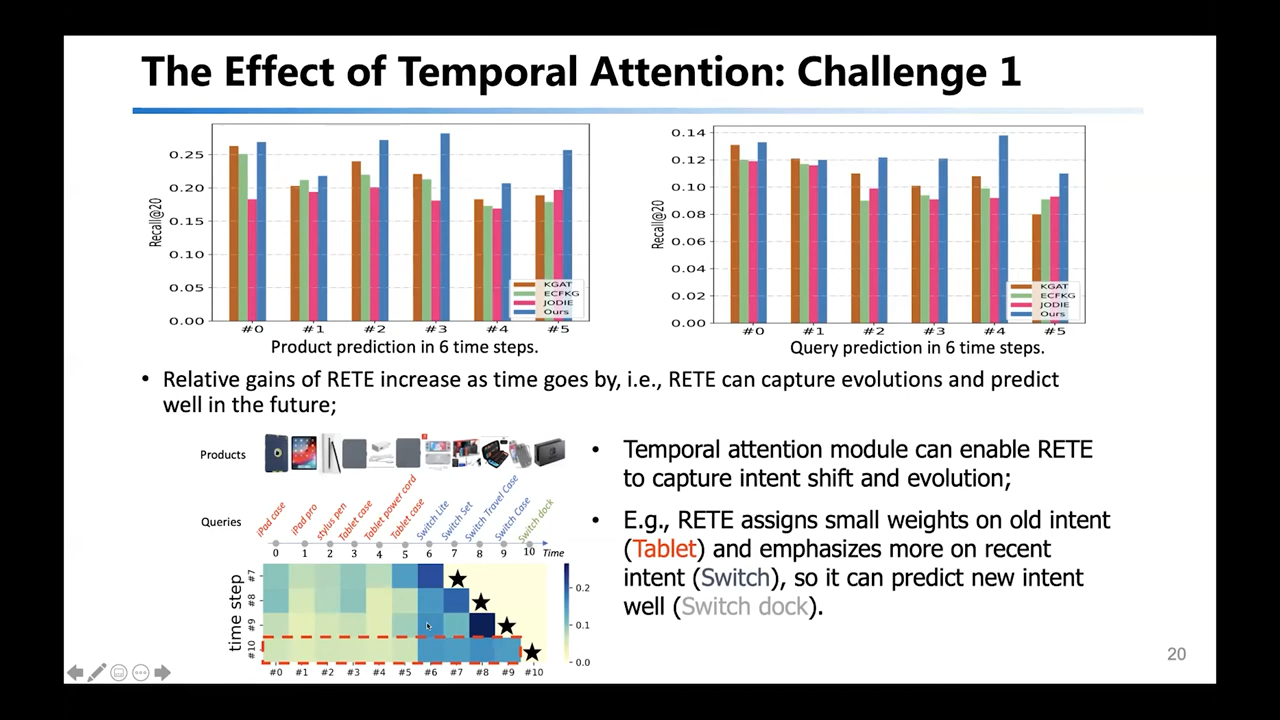 The Effect of Temporal Attention: Challenge 1
Recall@20
0.25
0.20
0.15
0.10
0.05
0.00
KGAT
ECFKG
JODIE
Ours
#0 #1 #2 #3 #4 #5
Product prediction in 6 time steps.
Recall@20
0.14
0.12
0.10
0.08
0.06
0.04
0.02
0.00
KGAT
ECFKG
JODIE
Ours
#0 #1 #2 #3 #4 #5
Query prediction in 6 time steps.
• Relative gains of RETE increase as time goes by, i.e., RETE can capture evolutions and predict
well in the future;
Products
Queries
iPad case
iPad pro
stylus pen
Tablet case
Tablet power cord
Tablet case
Switch Lite
Switch Set
Switch Travel Case
Switch Case
Switch dock
0 1 2 3 4 5 6 7 8 9 10 Time
time step
#7
#8
#9
#10
#0 #1 #2 #3 #4 #5 #6 #7 #8 #9 #10
0.2
0.1
0.0
• Temporal attention module can enable RETE
to capture intent shift and evolution;
• E.g., RETE assigns small weights on old intent
(Tablet) and emphasizes more on recent
intent (Switch), so it can predict new intent
well (Switch dock).
20